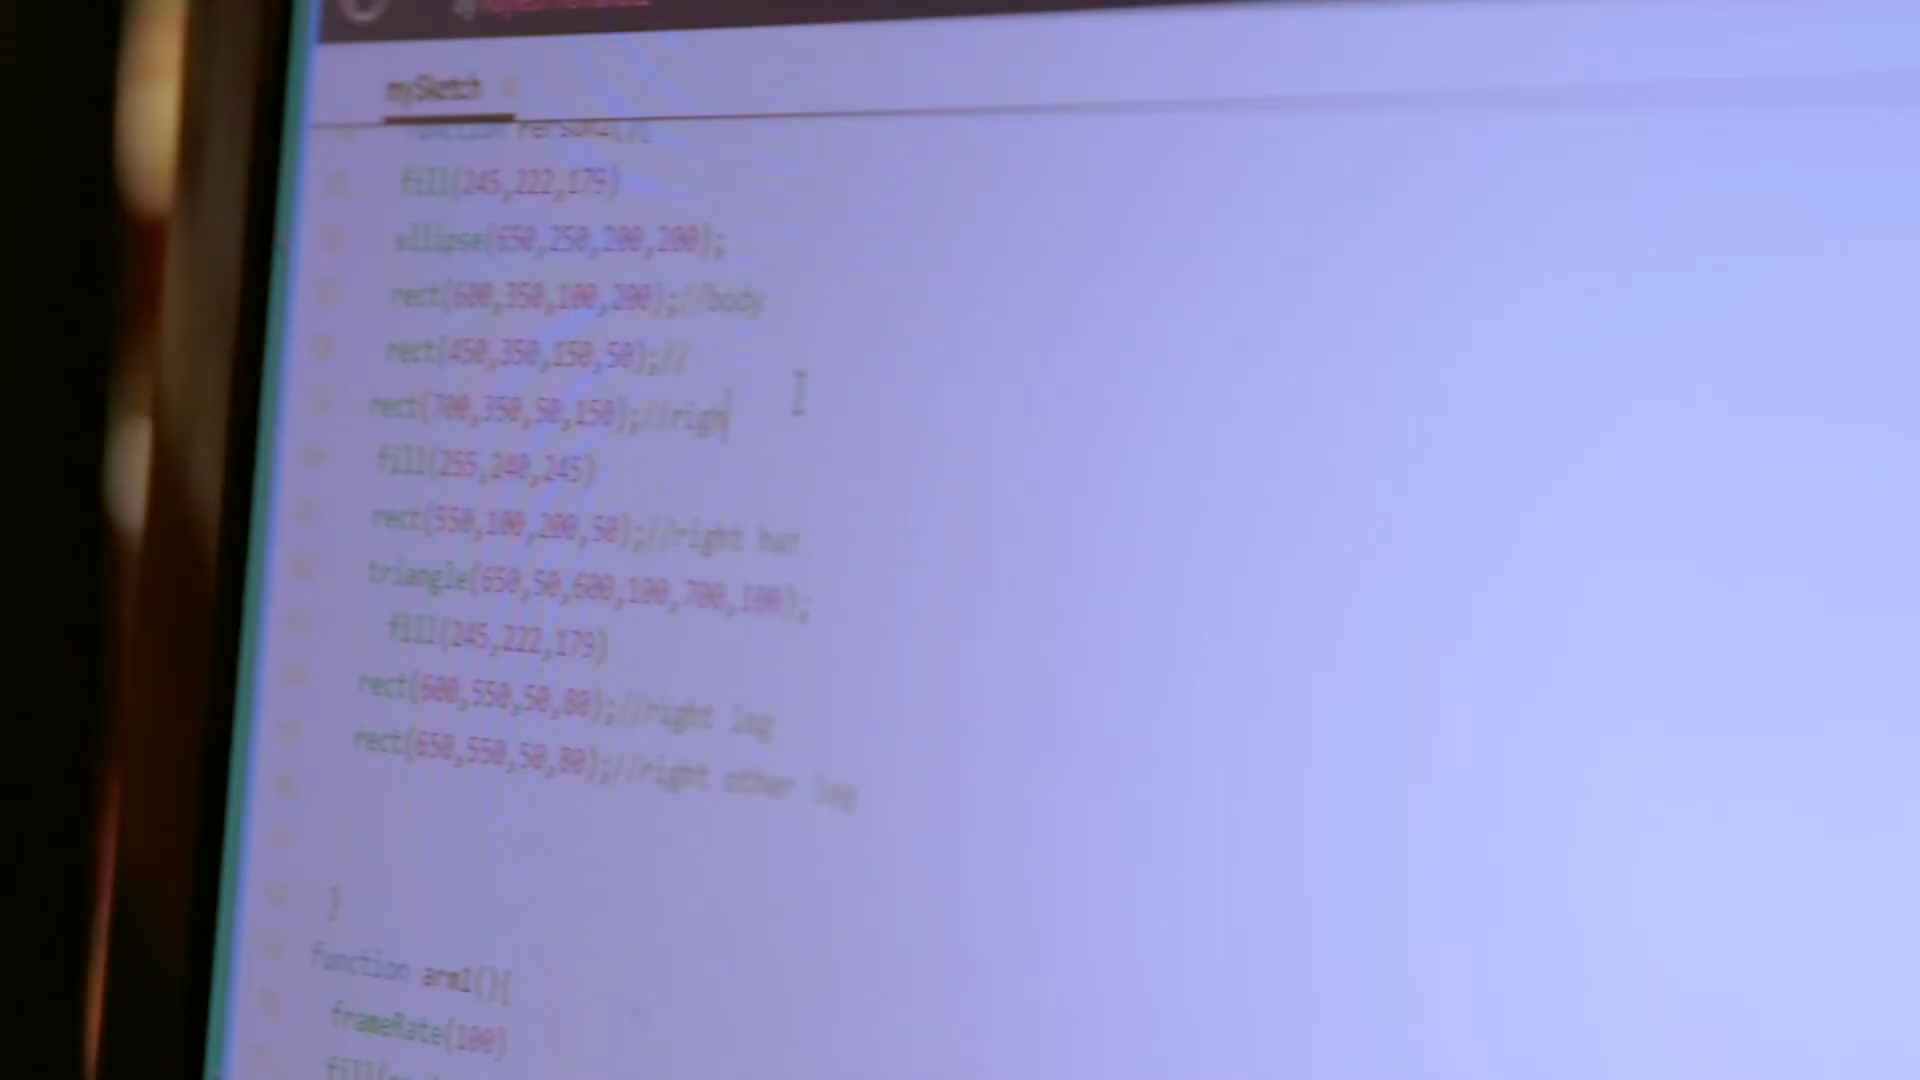 mySketch
fill(245,222,179)
ellipse(650,250,200,200);
rect(600,350,100,200);//body
rect(450,350,150,50);//
rect(700,350,50,150);//righ
fill(255,240,245)
rect(550,100,200,50);//right hat
triangle(650,50,600,100,700,100);
fill(245,222,179)
rect(600,550,50,80);//right leg
rect(650,550,50,80);//right other leg
}
function arm1(){
frameRate(100)
fill(